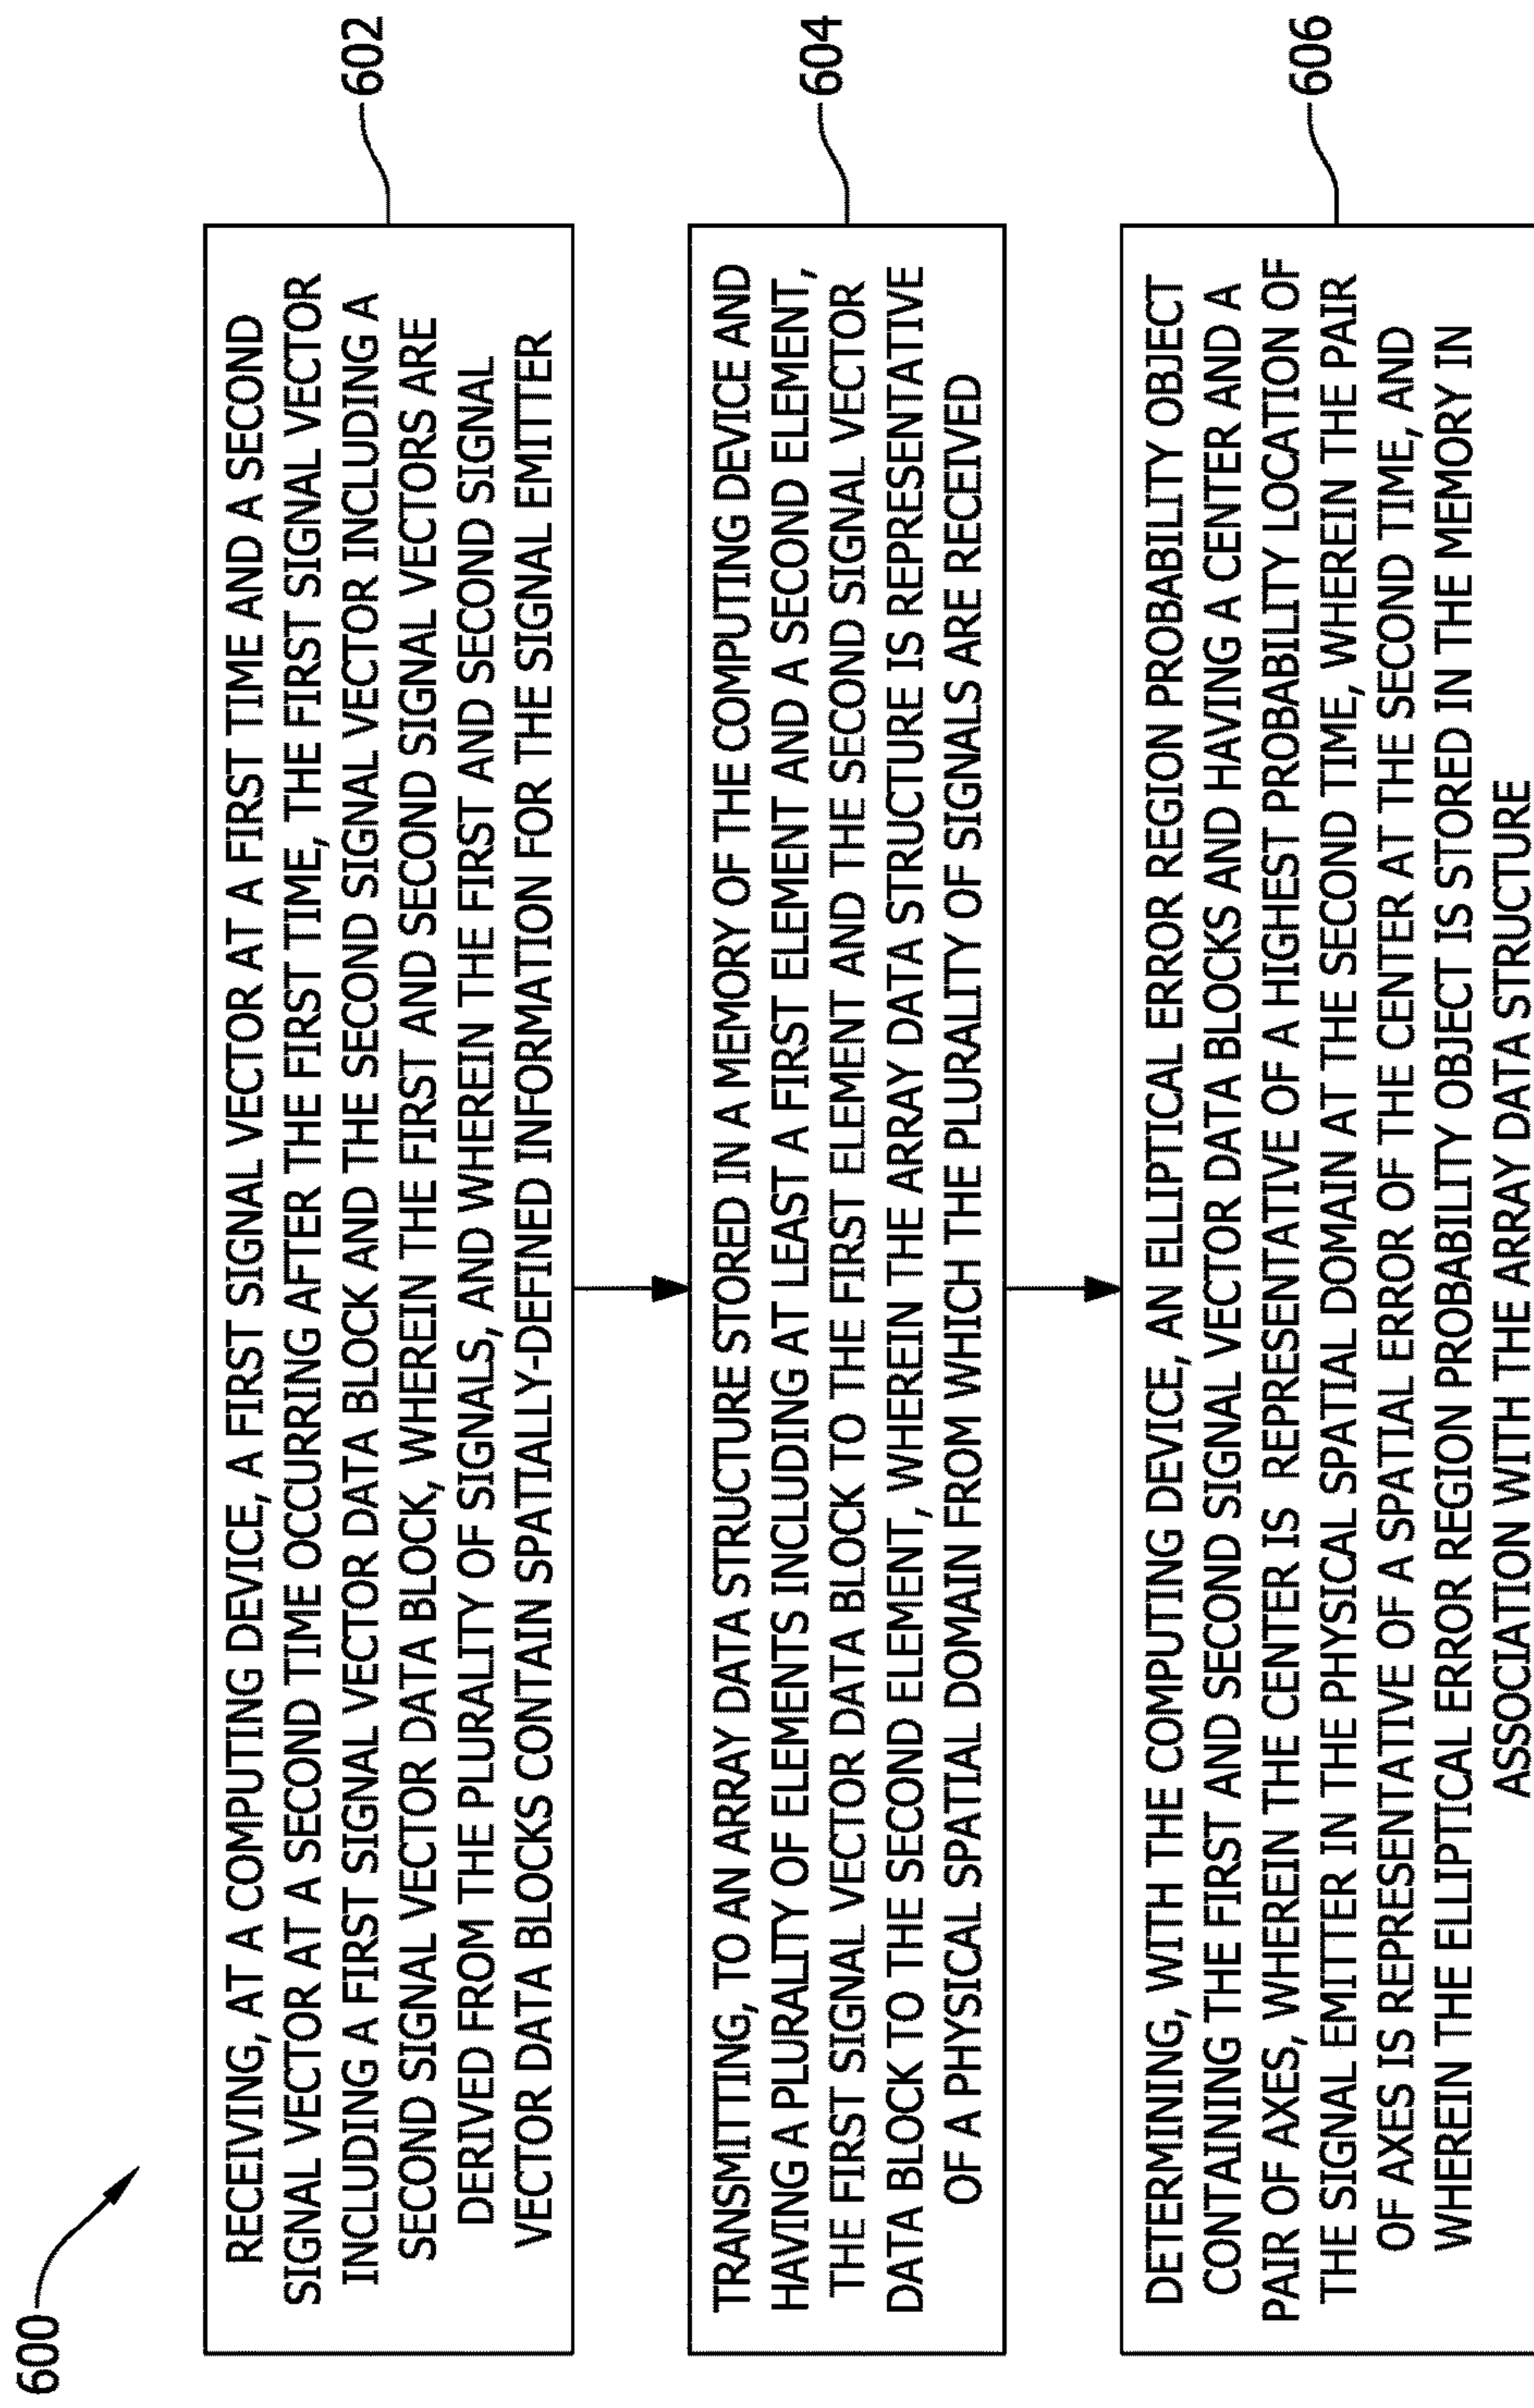 600
RECEIVING, AT A COMPUTING DEVICE, A FIRST SIGNAL VECTOR AT A FIRST TIME AND A SECOND
SIGNAL VECTOR AT A SECOND TIME OCCURRING AFTER THE FIRST TIME, THE FIRST SIGNAL VECTOR
INCLUDING A FIRST SIGNAL VECTOR DATA BLOCK AND THE SECOND SIGNAL VECTOR INCLUDING A
SECOND SIGNAL VECTOR DATA BLOCK, WHEREIN THE FIRST AND SECOND SIGNAL VECTORS ARE
DERIVED FROM THE PLURALITY OF SIGNALS, AND WHEREIN THE FIRST AND SECOND SIGNAL
VECTOR DATA BLOCKS CONTAIN SPATIALLY-DEFINED INFORMATION FOR THE SIGNAL EMITTER
602
TRANSMITTING, TO AN ARRAY DATA STRUCTURE STORED IN A MEMORY OF THE COMPUTING DEVICE AND
HAVING A PLURALITY OF ELEMENTS INCLUDING AT LEAST A FIRST ELEMENT AND A SECOND ELEMENT,
THE FIRST SIGNAL VECTOR DATA BLOCK TO THE FIRST ELEMENT AND THE SECOND SIGNAL VECTOR
DATA BLOCK TO THE SECOND ELEMENT, WHEREIN THE ARRAY DATA STRUCTURE IS REPRESENTATIVE
OF A PHYSICAL SPATIAL DOMAIN FROM WHICH THE PLURALITY OF SIGNALS ARE RECEIVED
604
DETERMINING, WITH THE COMPUTING DEVICE, AN ELLIPTICAL ERROR REGION PROBABILITY OBJECT
CONTAINING THE FIRST AND SECOND SIGNAL VECTOR DATA BLOCKS AND HAVING A CENTER AND A
PAIR OF AXES, WHEREIN THE CENTER IS REPRESENTATIVE OF A HIGHEST PROBABILITY LOCATION OF
THE SIGNAL EMITTER IN THE PHYSICAL SPATIAL DOMAIN AT THE SECOND TIME, WHEREIN THE PAIR
OF AXES IS REPRESENTATIVE OF A SPATIAL ERROR OF THE CENTER AT THE SECOND TIME, AND
WHEREIN THE ELLIPTICAL ERROR REGION PROBABILITY OBJECT IS STORED IN THE MEMORY IN
ASSOCIATION WITH THE ARRAY DATA STRUCTURE
606